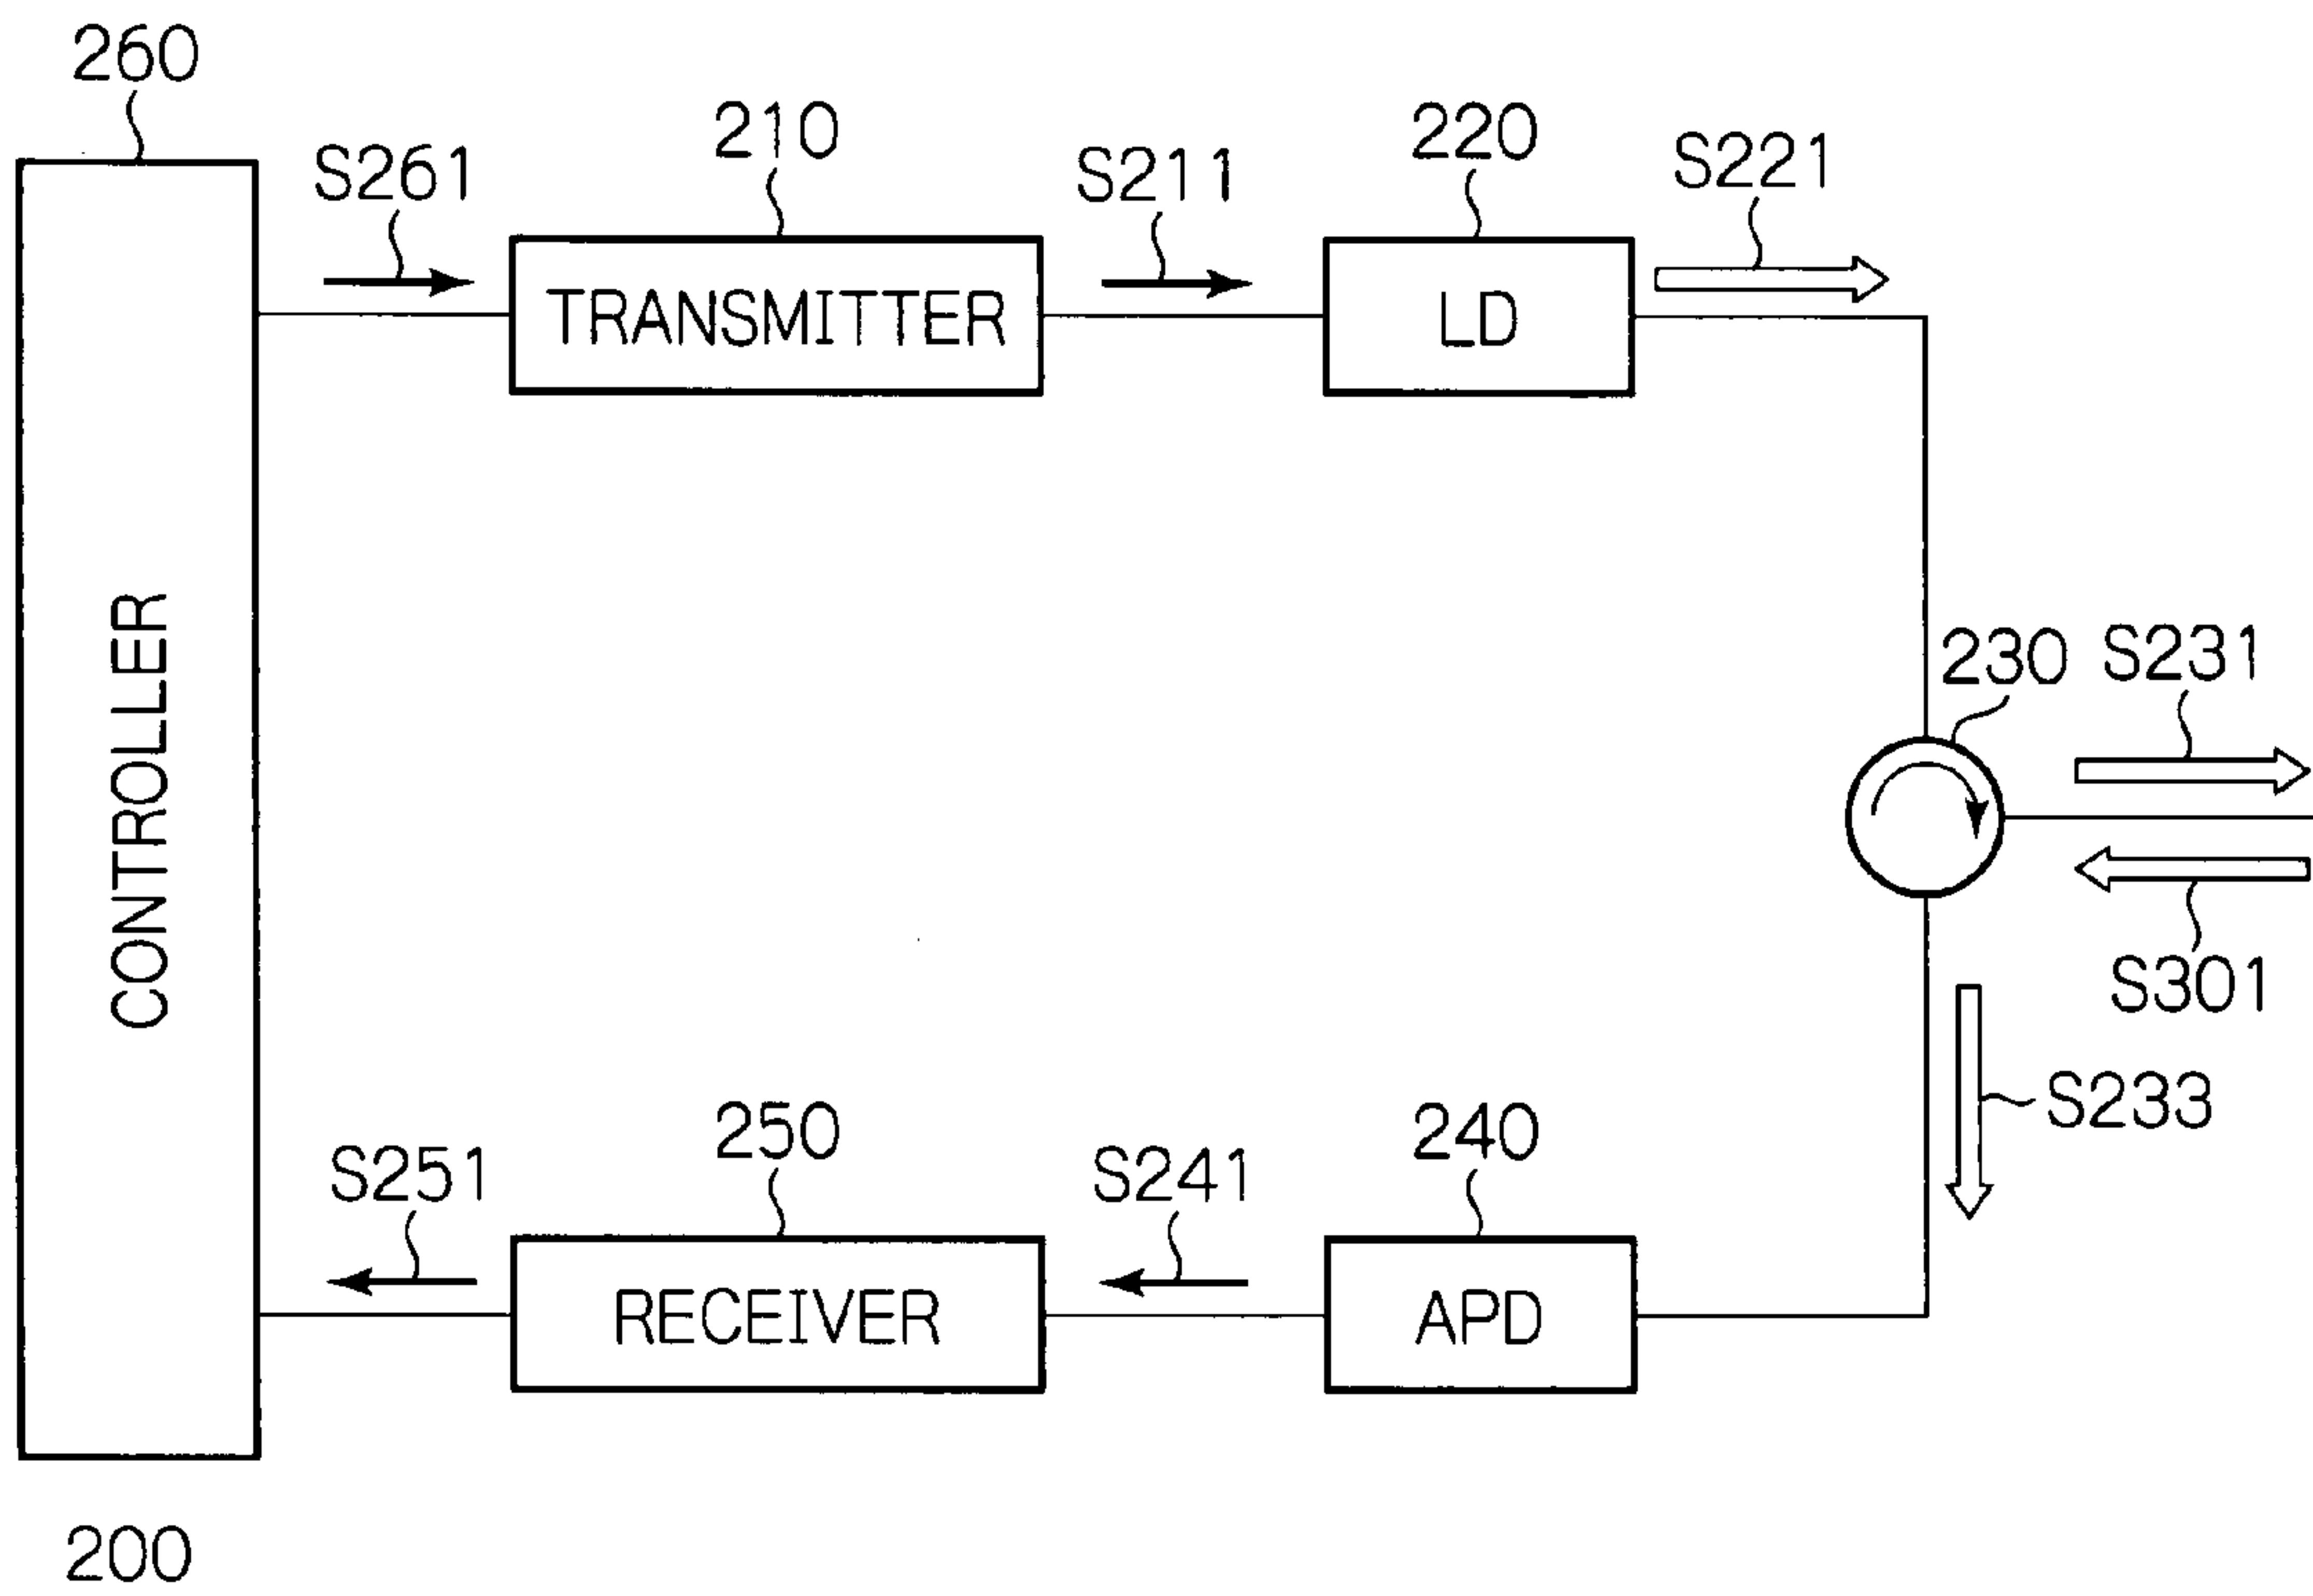 260
S261
210
S211
220
S221
TRANSMITTER
LD
CONTROLLER
230
S231
S301
S233
S251
250
S241
240
RECEIVER
APD
200